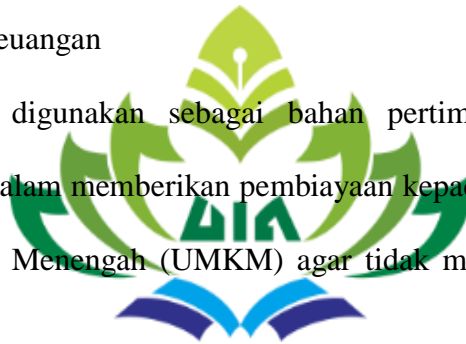 euangan
digunakan sebagai bahan pertim
alam memberikan pembiayaan kepa
Menengah (UMKM) agar tidak m